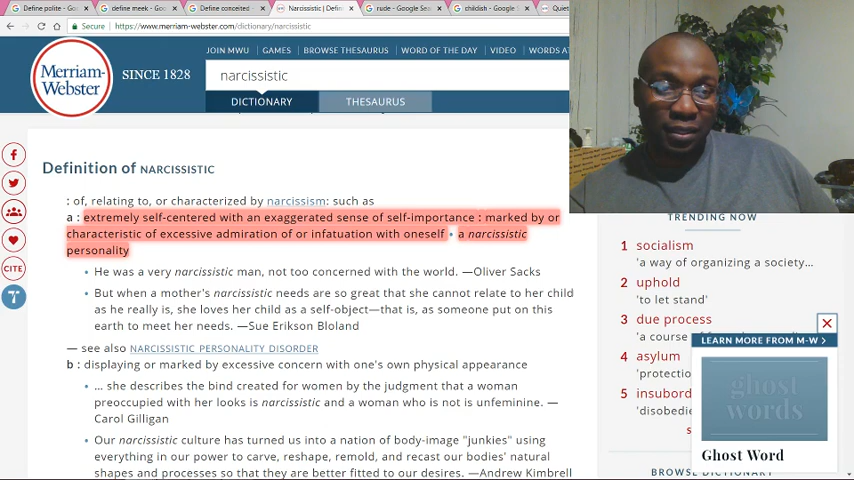 Define polite - Goo
define meek - Goog
Define conceited -
Narcissistic | Defini
rude - Google Sea
childish - Google S
Quiet
Secure
https://www.merriam-webster.com/dictionary/narcissistic
JOIN MWU
GAMES
BROWSE THESAURUS
WORD OF THE DAY
VIDEO
WORDS AT
Merriam-
Webster
SINCE 1828
narcissistic
DICTIONARY
THESAURUS
Definition of NARCISSISTIC
: of, relating to, or characterized by narcissism: such as
a : extremely self-centered with an exaggerated sense of self-importance : marked by or
characteristic of excessive admiration of or infatuation with oneself • a narcissistic
personality
• He was a very narcissistic man, not too concerned with the world. —Oliver Sacks
• But when a mother's narcissistic needs are so great that she cannot relate to her child
as he really is, she loves her child as a self-object—that is, as someone put on this
earth to meet her needs. —Sue Erikson Bloland
— see also NARCISSISTIC PERSONALITY DISORDER
b : displaying or marked by excessive concern with one's own physical appearance
• ... she describes the bind created for women by the judgment that a woman
preoccupied with her looks is narcissistic and a woman who is not is unfeminine. —
Carol Gilligan
• Our narcissistic culture has turned us into a nation of body-image "junkies" using
everything in our power to carve, reshape, remold, and recast our bodies' natural
shapes and processes so that they are better fitted to our desires. —Andrew Kimbrell
CITE
TRENDING NOW
1 socialism
'a way of organizing a society...
2 uphold
'to let stand'
3 due process
'a course of
4 asylum
'protectio
5 insubord
'disobedie
S
LEARN MORE FROM M-W >
ghost
words
Ghost Word
BROWSE DICTIONARY